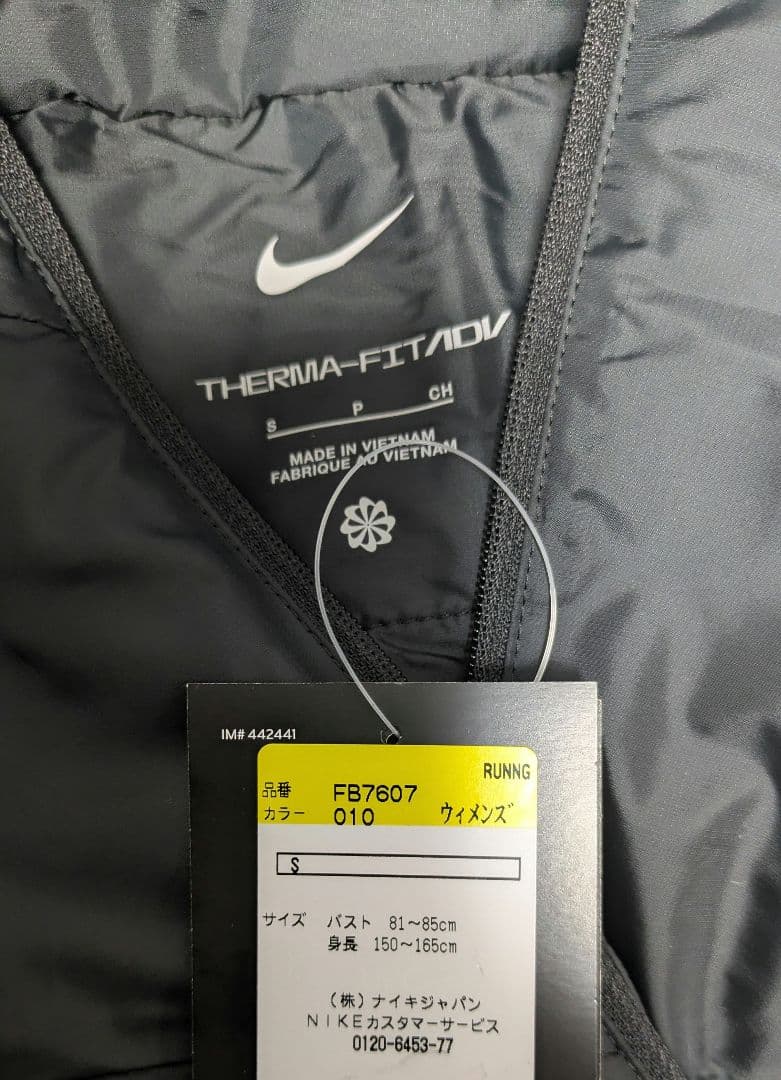 THERMA-FIT ADV
S P CH
MADE IN VIETNAM
FABRIQUE AU VIETNAM
IM# 442441
RUNNG
品番 FB7607
カラー 010 ウィメンズ
S
サイズ バスト 81〜85cm
身長 150〜165cm
(株)ナイキジャパン
NIKEカスタマーサービス
0120-6453-77